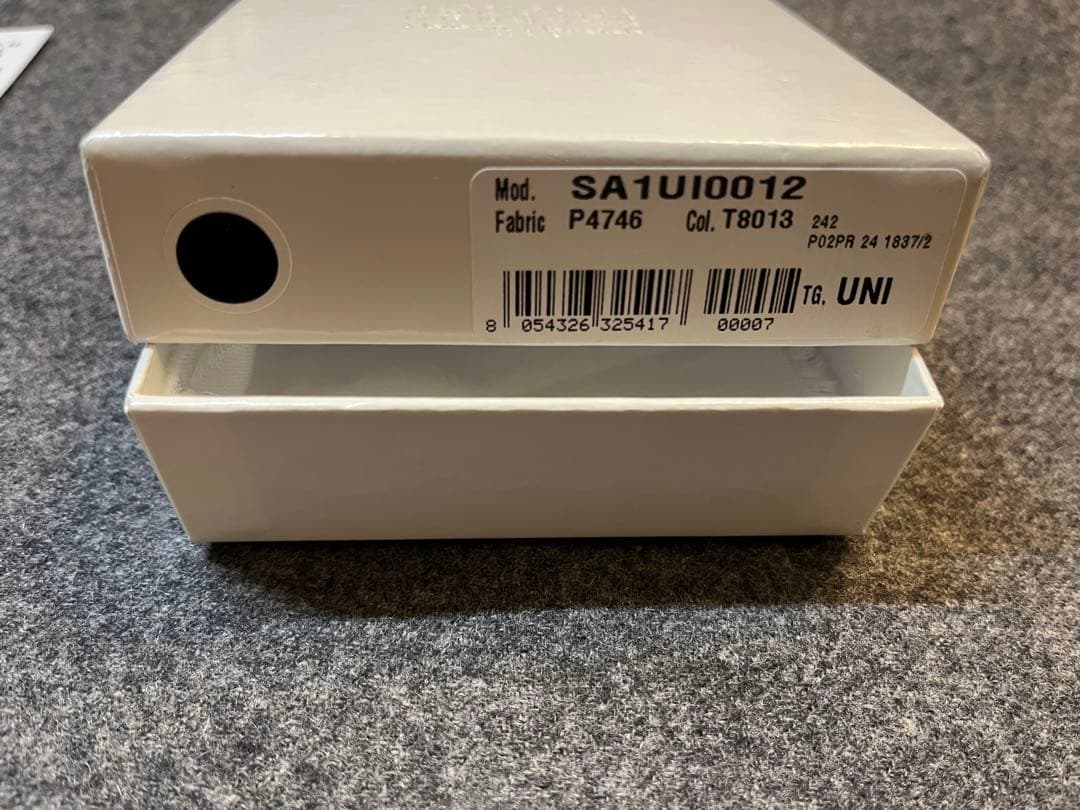 Mod. SA1UI0012
Fabric P4746 Col. T8013 242
P02PR 24 1837/2
TG. UNI
8 054326 325417 00007